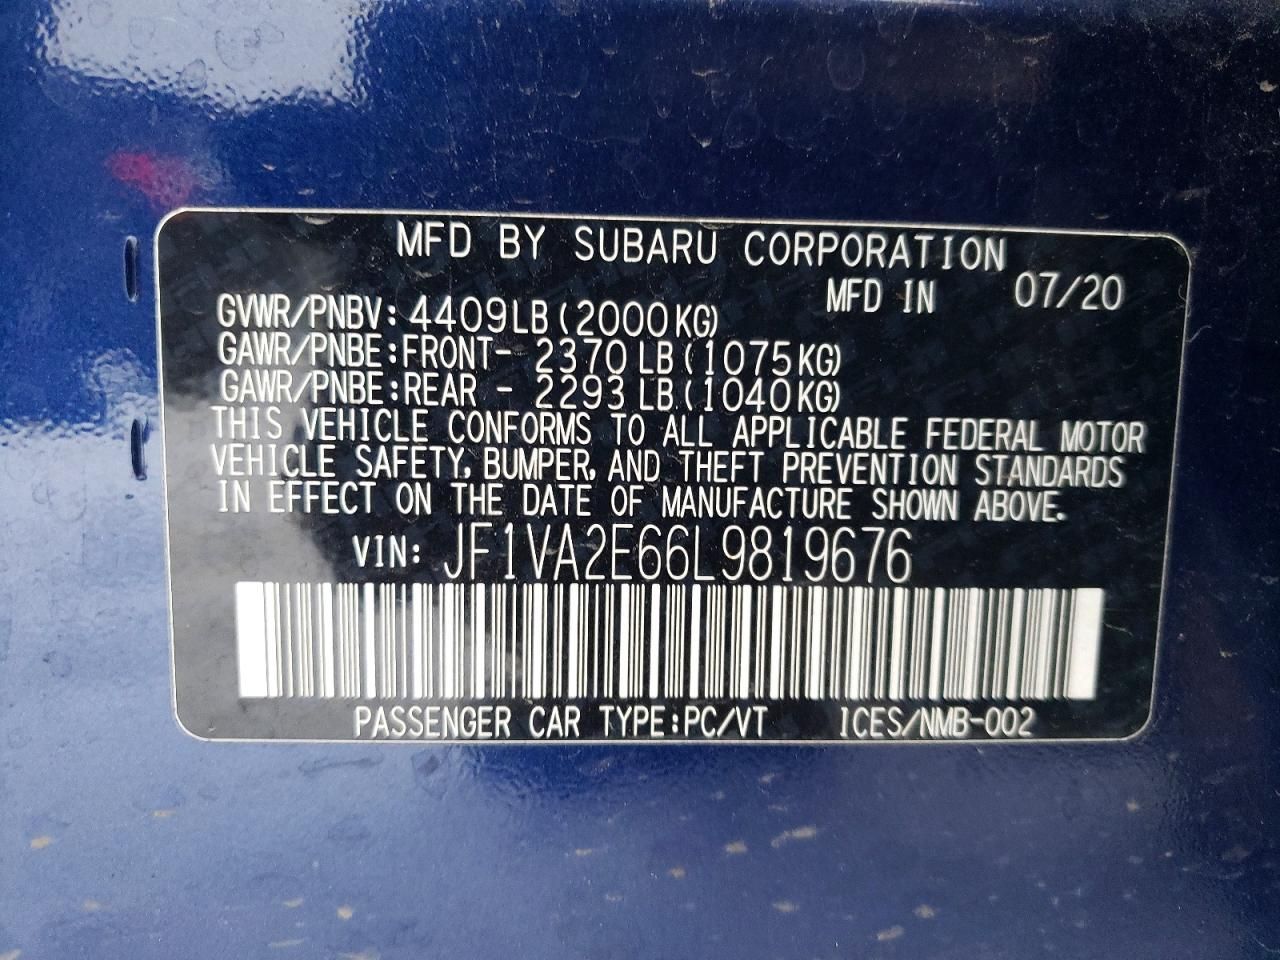 MFD BY SUBARU CORPORATION
MFD IN 07/20
GVWR/PNBV: 4409LB (2000KG)
GAWR/PNBE:FRONT- 2370 LB (1075KG)
GAWR/PNBE:REAR - 2293 LB (1040KG)
THIS VEHICLE CONFORMS TO ALL APPLICABLE FEDERAL MOTOR
VEHICLE SAFETY, BUMPER, AND THEFT PREVENTION STANDARDS
IN EFFECT ON THE DATE OF MANUFACTURE SHOWN ABOVE.
VIN: JF1VA2E66L9819676
PASSENGER CAR TYPE:PC/VT ICES/NMB-002